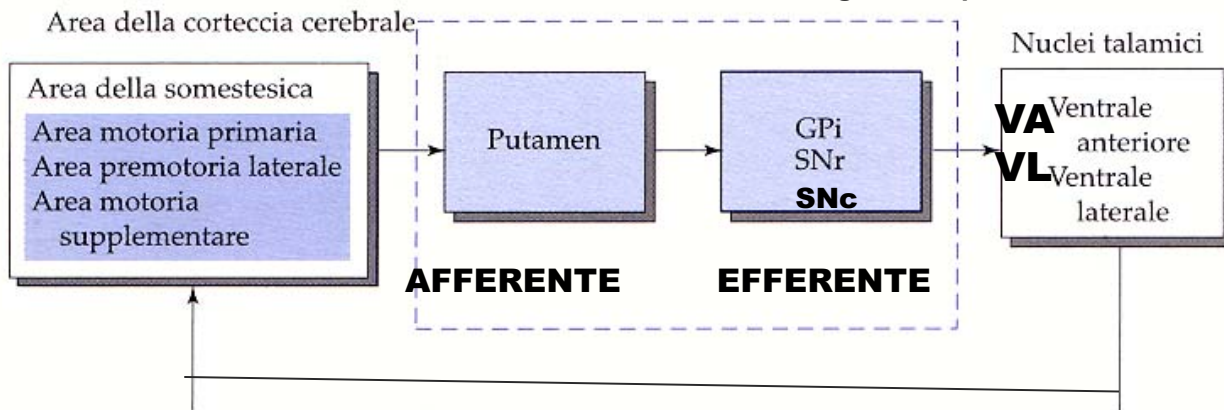 Area della corteccia cerebrale
Area della somestesica
Area motoria primaria
Area premotoria laterale
Area motoria
supplementare
Putamen
GPi
SNr
SNc
AFFERENTE
EFFERENTE
Nuclei talamici
VA Ventrale
anteriore
VL Ventrale
laterale